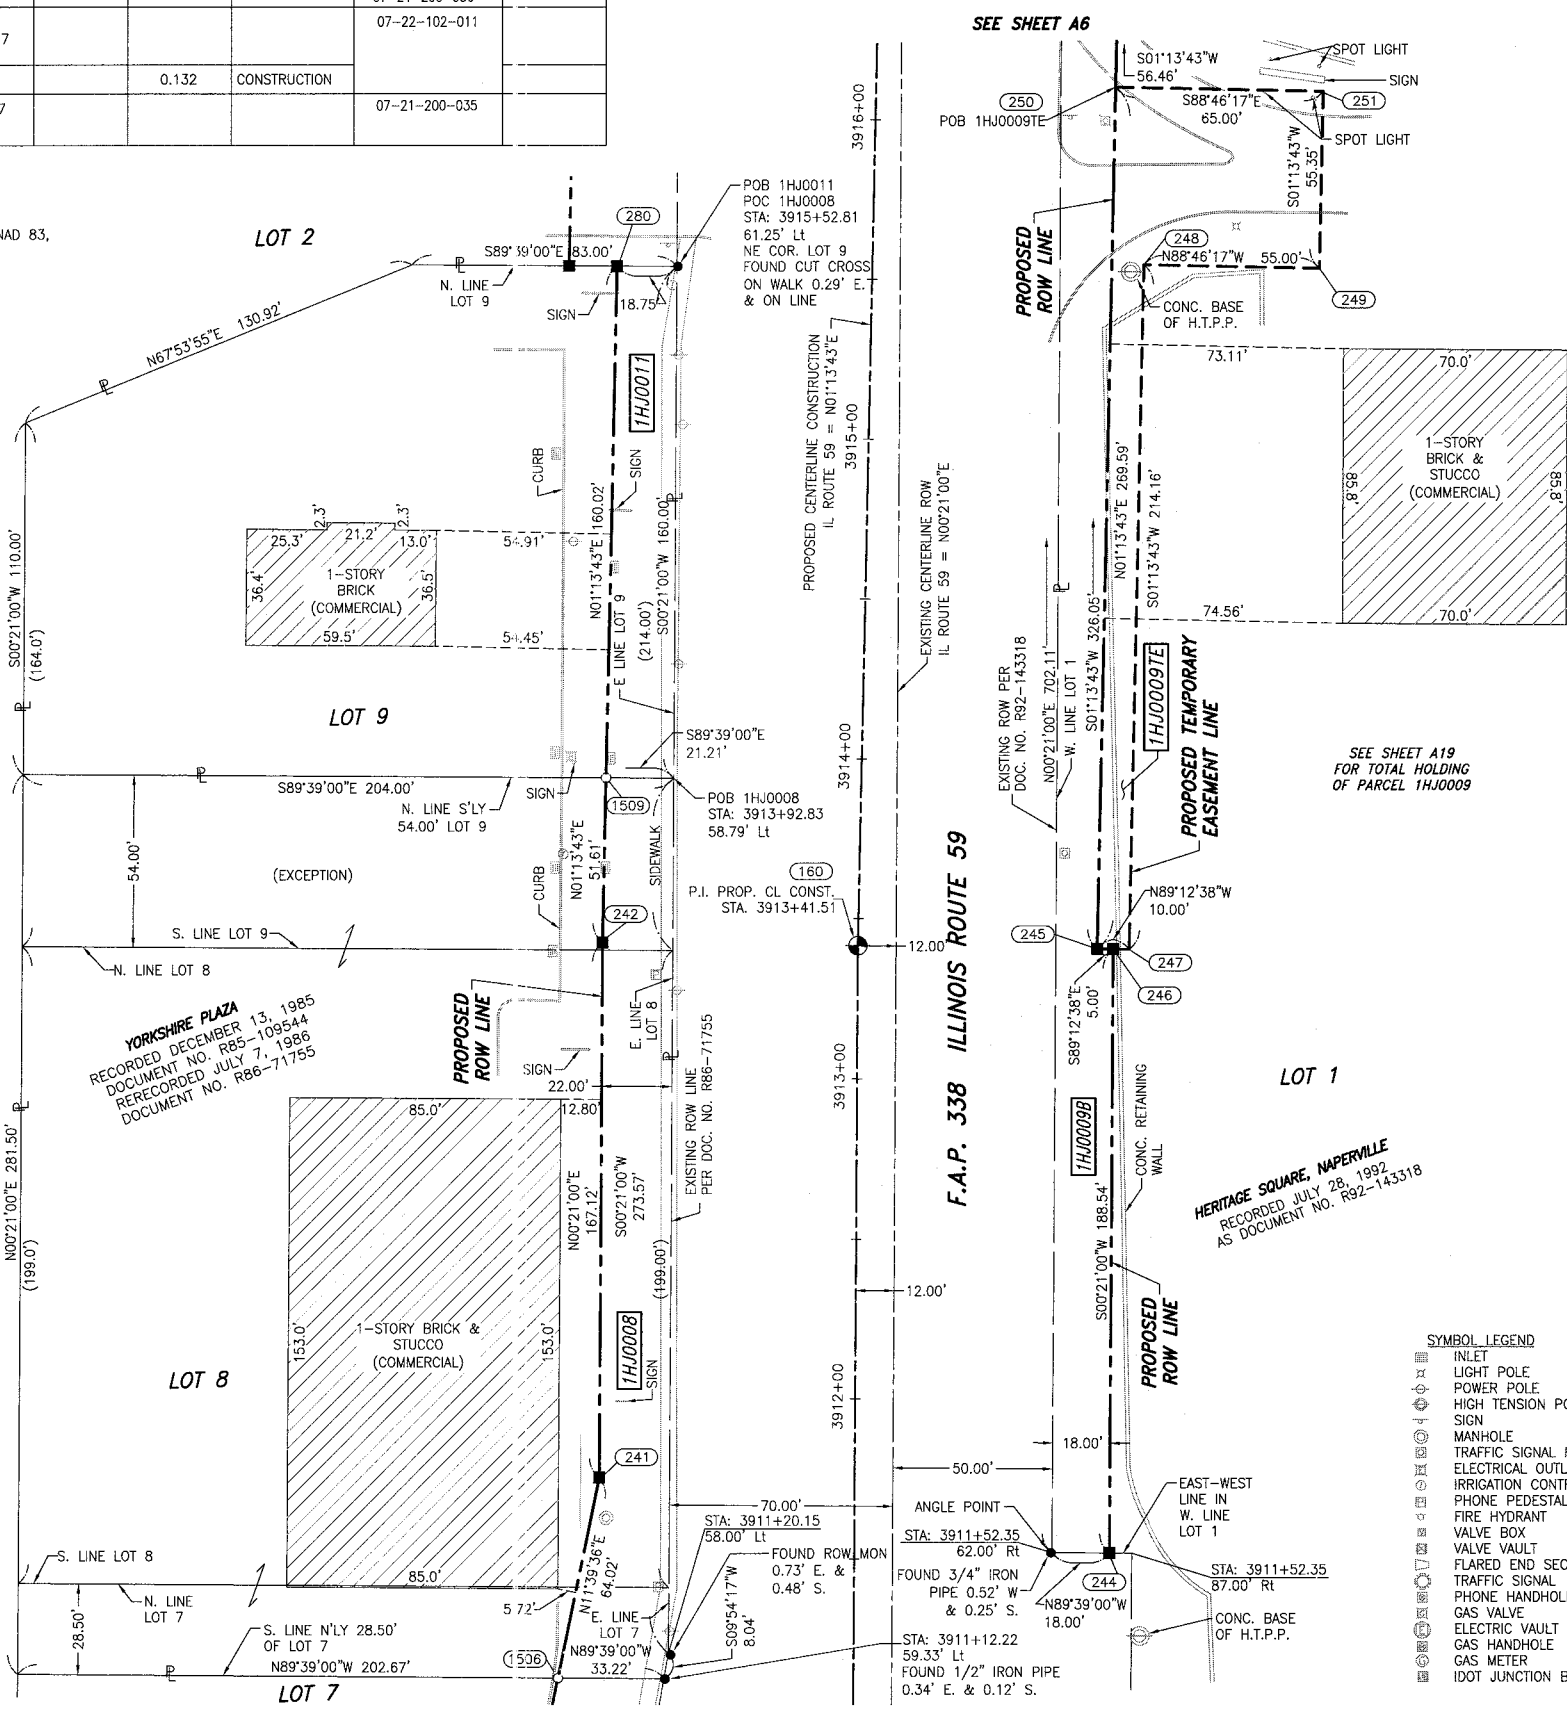 07-22-102-011
7
0.132 CONSTRUCTION
7
07-21-200-035
NAD 83,
SEE SHEET A6
LOT 2
280
S89°39'00"E 83.00'
N. LINE
LOT 9
18.75'
SIGN
POB 1HJ0011
POC 1HJ0008
STA: 3915+52.81
61.25' Lt
NE COR. LOT 9
FOUND CUT CROSS
ON WALK 0.29' E.
& ON LINE
N67°53'55"E 130.92'
1HJ0011
CURB
SIGN
N01°13'43"E 160.02'
S00°21'00"W 160.00'
E LINE LOT 9
(214.00')
S00°21'00"W 110.00'
(164.0')
2.3'
2.3'
25.3'
21.2'
13.0'
54.91'
36.4'
1-STORY
BRICK
(COMMERCIAL)
36.5'
59.5'
54.45'
LOT 9
S89°39'00"E
21.21'
S89°39'00"E 204.00'
N. LINE S'LY
54.00' LOT 9
SIGN
1509
POB 1HJ0008
STA: 3913+92.83
58.79' Lt
54.00'
(EXCEPTION)
CURB
N01°13'43"E
51.61'
SIDEWALK
242
S. LINE LOT 9
N. LINE LOT 8
YORKSHIRE PLAZA
RECORDED DECEMBER 13, 1985
DOCUMENT NO. R85-109544
RERECORDED JULY 7, 1986
DOCUMENT NO. R86-71755
PROPOSED
ROW LINE
SIGN
E. LINE
LOT 8
22.00'
EXISTING ROW LINE
PER DOC. NO. R86-71755
N00°21'00"E 281.50'
(199.0')
85.0'
12.80'
153.0'
1-STORY BRICK &
STUCCO
(COMMERCIAL)
153.0'
N00°21'00"E
167.12'
S00°21'00"W
273.57'
(199.00')
1HJ0008
SIGN
LOT 8
241
N11°39'36"E
64.02'
S. LINE LOT 8
85.0'
N. LINE
LOT 7
5.72'
28.50'
S. LINE N'LY 28.50'
OF LOT 7
N89°39'00"W 202.67'
LOT 7
1506
E. LINE
LOT 7
N89°39'00"W
33.22'
S09°54'17"W
8.04'
70.00'
STA: 3911+20.15
58.00' Lt
FOUND ROW MON
0.73' E. &
0.48' S.
STA: 3911+12.22
59.33' Lt
FOUND 1/2" IRON PIPE
0.34' E. & 0.12' S.
3916+00
3915+00
3914+00
3913+00
3912+00
PROPOSED CENTERLINE CONSTRUCTION
IL ROUTE 59 = N01°13'43"E
EXISTING CENTERLINE ROW
IL ROUTE 59 = N00°21'00"E
160
P.I. PROP. CL CONST.
STA. 3913+41.51
12.00'
12.00'
F.A.P. 338 ILLINOIS ROUTE 59
50.00'
18.00'
ANGLE POINT
STA: 3911+52.35
62.00' Rt
FOUND 3/4" IRON
PIPE 0.52' W
& 0.25' S.
EAST-WEST
LINE IN
W. LINE
LOT 1
STA: 3911+52.35
87.00' Rt
244
N89°39'00"W
18.00'
CONC. BASE
OF H.T.P.P.
250
POB 1HJ0009TE
S01°13'43"W
56.46'
S88°46'17"E
65.00'
SPOT LIGHT
SIGN
251
SPOT LIGHT
S01°13'43"W
55.35'
PROPOSED
ROW LINE
248
N88°46'17"W 55.00'
249
CONC. BASE
OF H.T.P.P.
73.11'
70.0'
1-STORY
BRICK &
STUCCO
(COMMERCIAL)
85.8'
85.8'
74.56'
70.0'
N01°13'43"E 269.59'
S01°13'43"W 214.16'
S01°13'43"W 326.05'
EXISTING ROW PER
DOC. NO. R92-143318
N00°21'00"E 702.11'
W. LINE LOT 1
1HJ0009TE
PROPOSED TEMPORARY
EASEMENT LINE
SEE SHEET A19
FOR TOTAL HOLDING
OF PARCEL 1HJ0009
N89°12'38"W
10.00'
245
247
246
S89°12'38"E
5.00'
LOT 1
1HJ0009B
CONC. RETAINING
WALL
S00°21'00"W 188.54'
HERITAGE SQUARE, NAPERVILLE
RECORDED JULY 28, 1992
AS DOCUMENT NO. R92-143318
PROPOSED
ROW LINE
SYMBOL LEGEND
INLET
LIGHT POLE
POWER POLE
HIGH TENSION PO
SIGN
MANHOLE
TRAFFIC SIGNAL
ELECTRICAL OUTL
IRRIGATION CONT
PHONE PEDESTAL
FIRE HYDRANT
VALVE BOX
VALVE VAULT
FLARED END SEC
TRAFFIC SIGNAL
PHONE HANDHOL
GAS VALVE
ELECTRIC VAULT
GAS HANDHOLE
GAS METER
IDOT JUNCTION B